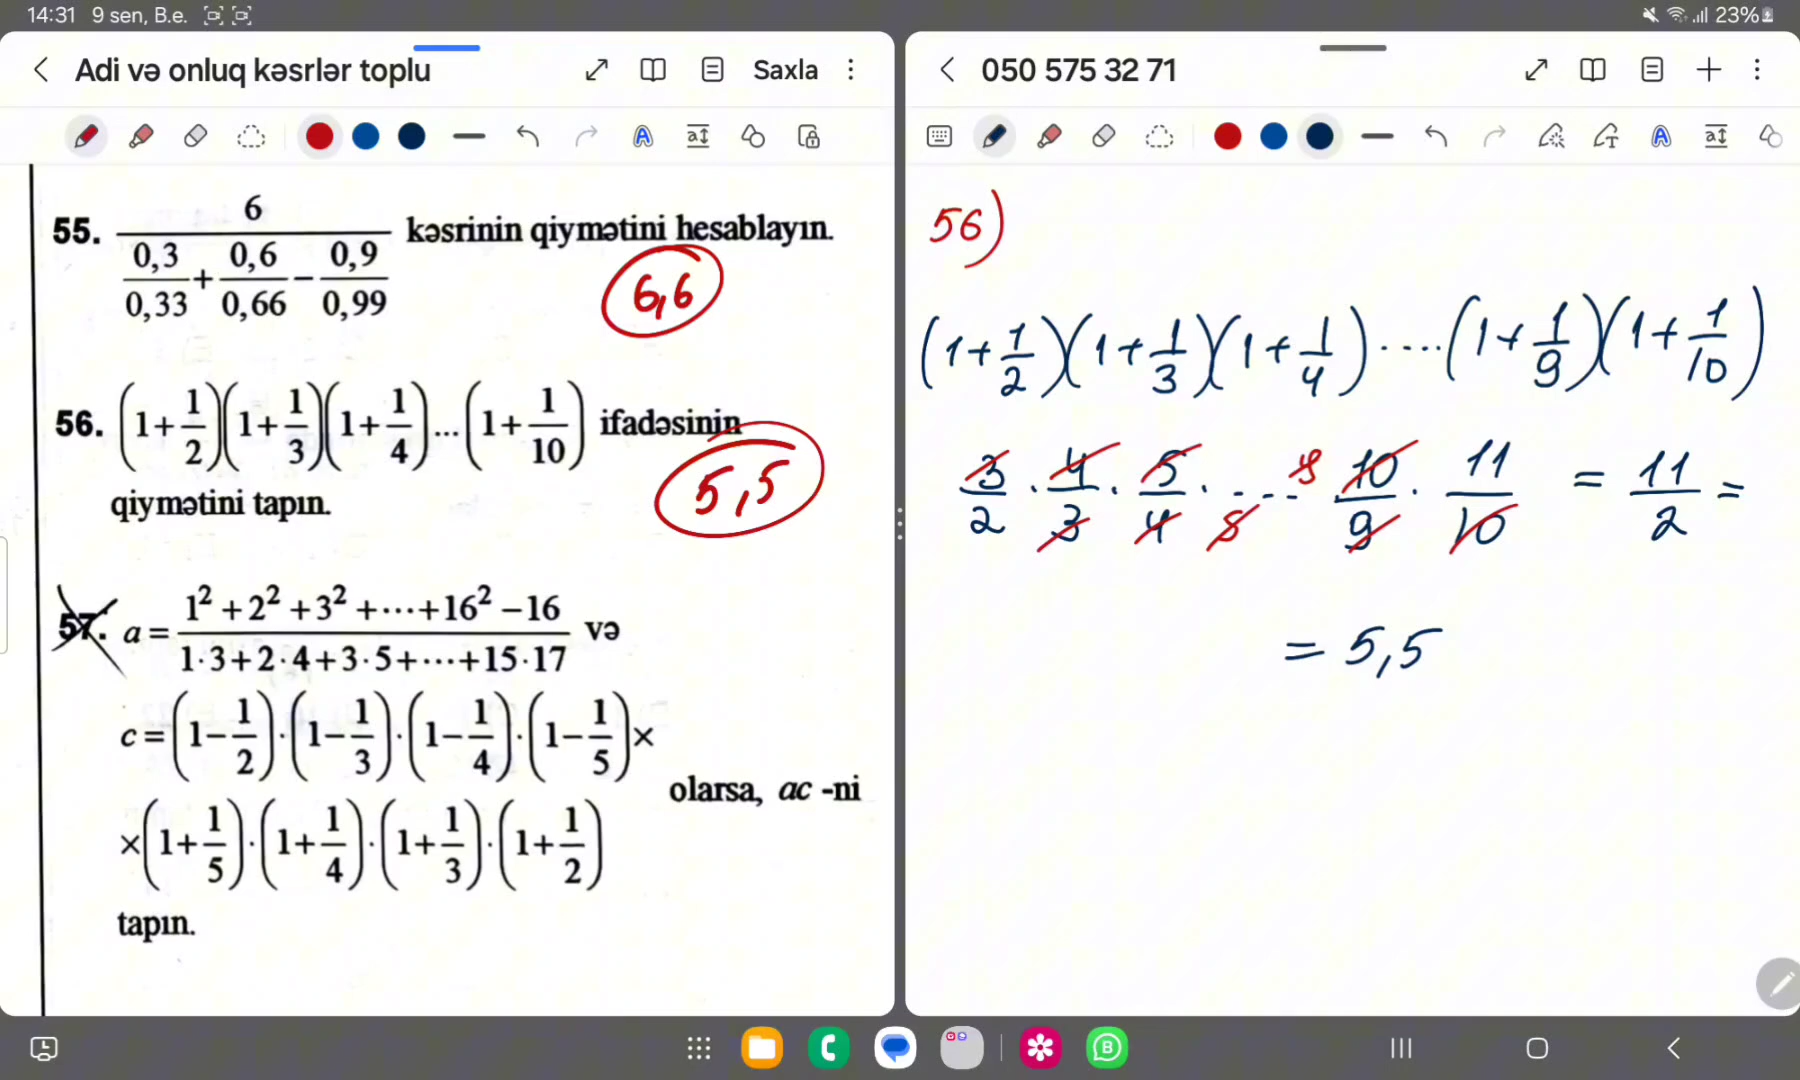 14:31 9 sen, B.e. 23%
Adi və onluq kəsrlər toplu Saxla
55. 6 / (0,3/0,33 + 0,6/0,66 − 0,9/0,99) kəsrinin qiymətini hesablayın.
6,6
56. (1+1/2)(1+1/3)(1+1/4)...(1+1/10) ifadəsinin
qiymətini tapın.
5,5
57. a = (1² + 2² + 3² + ⋯ + 16² − 16) / (1·3+2·4+3·5+⋯+15·17) və
c = (1−1/2)·(1−1/3)·(1−1/4)·(1−1/5)×
olarsa, ac -ni
×(1+1/5)·(1+1/4)·(1+1/3)·(1+1/2)
tapın.
050 575 32 71
56)
(1+1/2)(1+1/3)(1+1/4)....(1+1/9)(1+1/10)
3/2 · 4/3 · 5/4 · .... 10/9 · 11/10 = 11/2 =
= 5,5